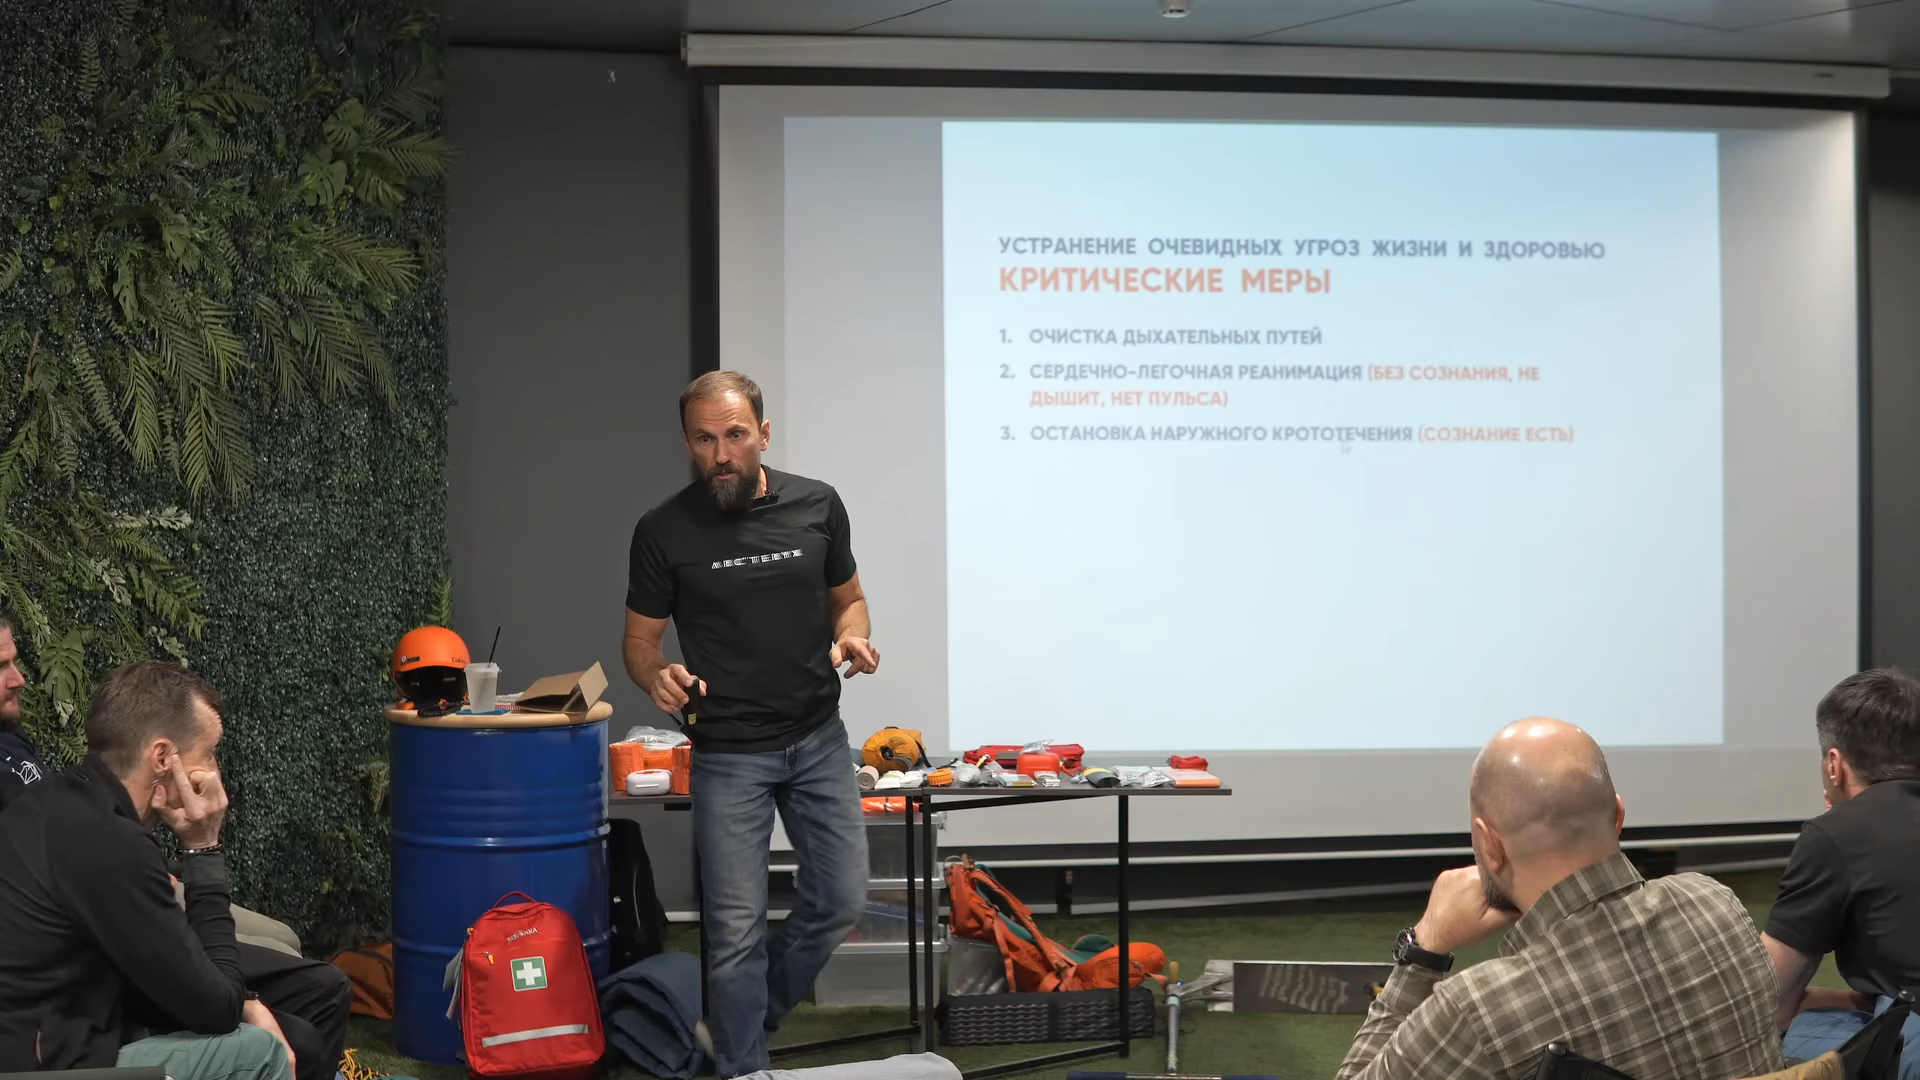 УСТРАНЕНИЕ ОЧЕВИДНЫХ УГРОЗ ЖИЗНИ И ЗДОРОВЬЮ
КРИТИЧЕСКИЕ МЕРЫ
1. ОЧИСТКА ДЫХАТЕЛЬНЫХ ПУТЕЙ
2. СЕРДЕЧНО-ЛЕГОЧНАЯ РЕАНИМАЦИЯ (БЕЗ СОЗНАНИЯ, НЕ
ДЫШИТ, НЕТ ПУЛЬСА)
3. ОСТАНОВКА НАРУЖНОГО КРОТОТЕЧЕНИЯ (СОЗНАНИЕ ЕСТЬ)
ARC'TERYX
TATONKA